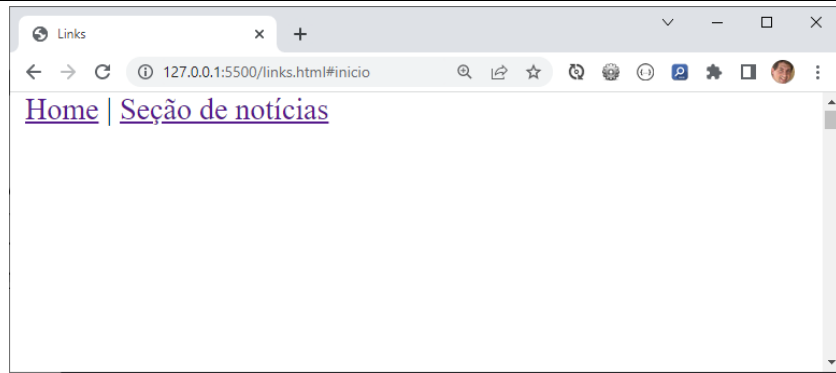 Links
127.0.0.1:5500/links.html#inicio
Home | Seção de notícias